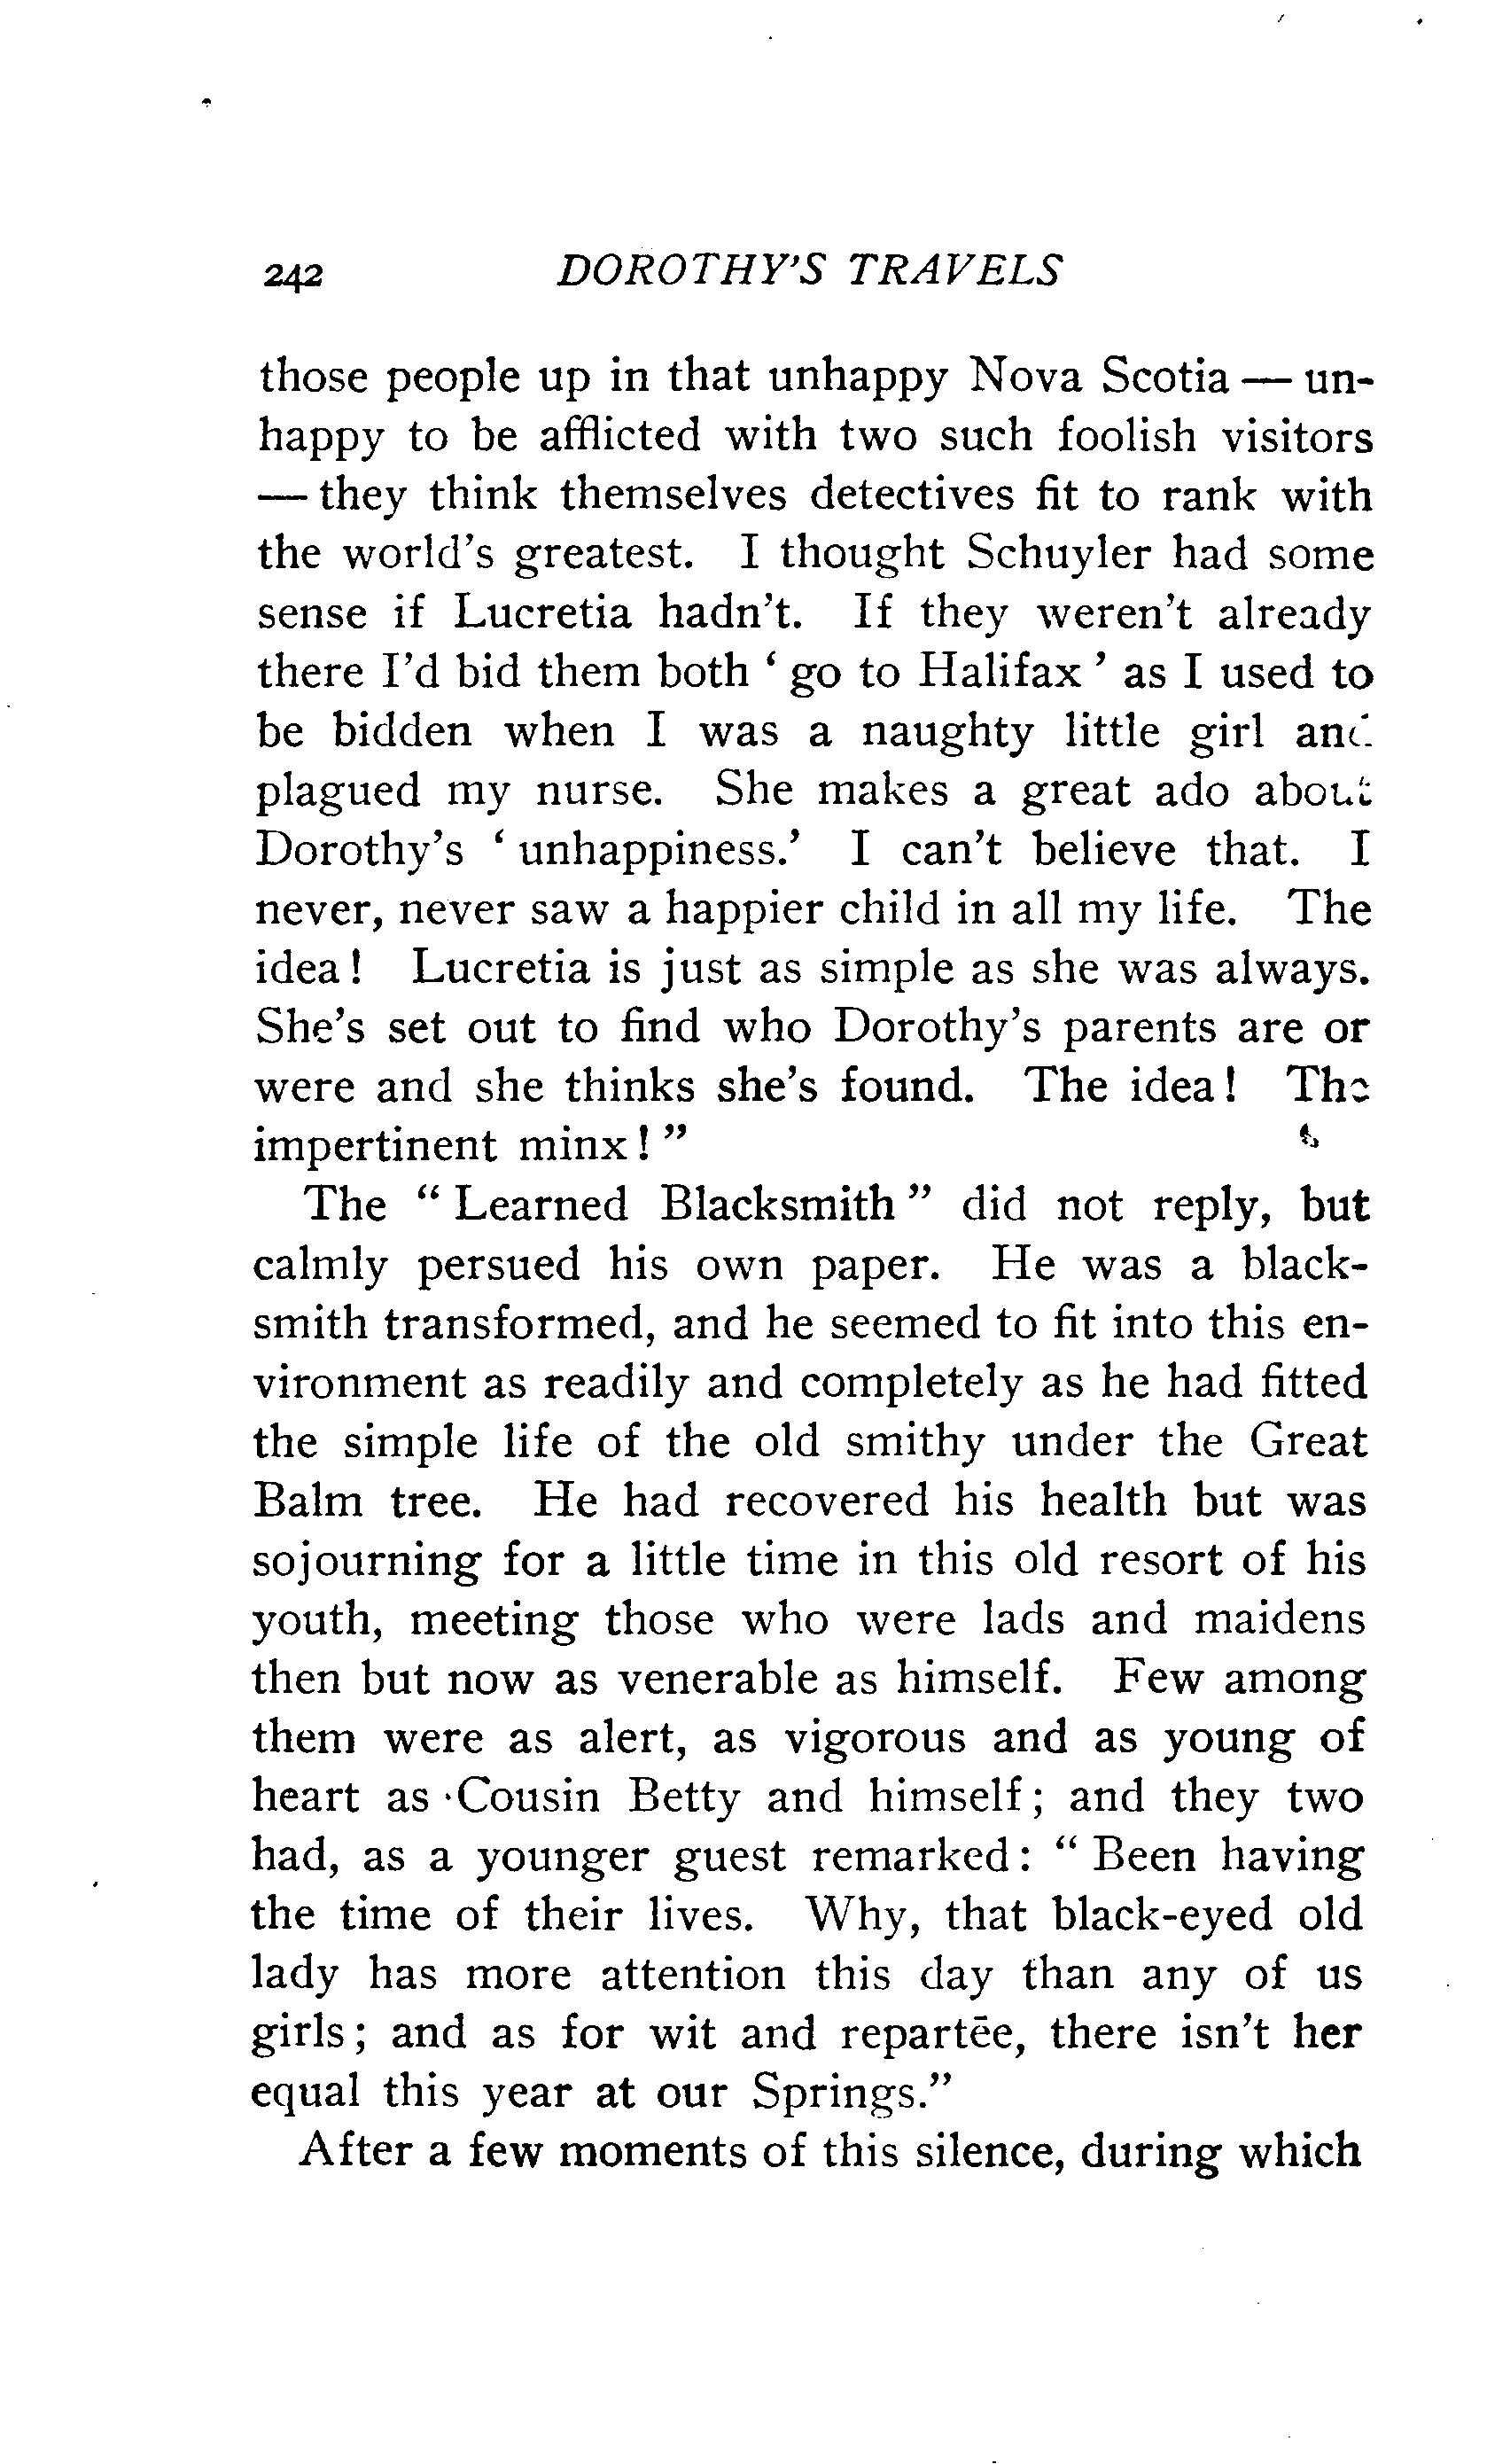 242 DOROTHY'S TRAVELS
those people up in that unhappy Nova Scotia — un-
happy to be afflicted with two such foolish visitors
— they think themselves detectives fit to rank with
the world's greatest. I thought Schuyler had some
sense if Lucretia hadn't. If they weren't already
there I'd bid them both ' go to Halifax ' as I used to
be bidden when I was a naughty little girl and
plagued my nurse. She makes a great ado about
Dorothy's ' unhappiness.' I can't believe that. I
never, never saw a happier child in all my life. The
idea ! Lucretia is just as simple as she was always.
She's set out to find who Dorothy's parents are or
were and she thinks she's found. The idea ! The
impertinent minx ! "
The " Learned Blacksmith " did not reply, but
calmly persued his own paper. He was a black-
smith transformed, and he seemed to fit into this en-
vironment as readily and completely as he had fitted
the simple life of the old smithy under the Great
Balm tree. He had recovered his health but was
sojourning for a little time in this old resort of his
youth, meeting those who were lads and maidens
then but now as venerable as himself. Few among
them were as alert, as vigorous and as young of
heart as Cousin Betty and himself ; and they two
had, as a younger guest remarked : " Been having
the time of their lives. Why, that black-eyed old
lady has more attention this day than any of us
girls ; and as for wit and repartēe, there isn't her
equal this year at our Springs."
After a few moments of this silence, during which